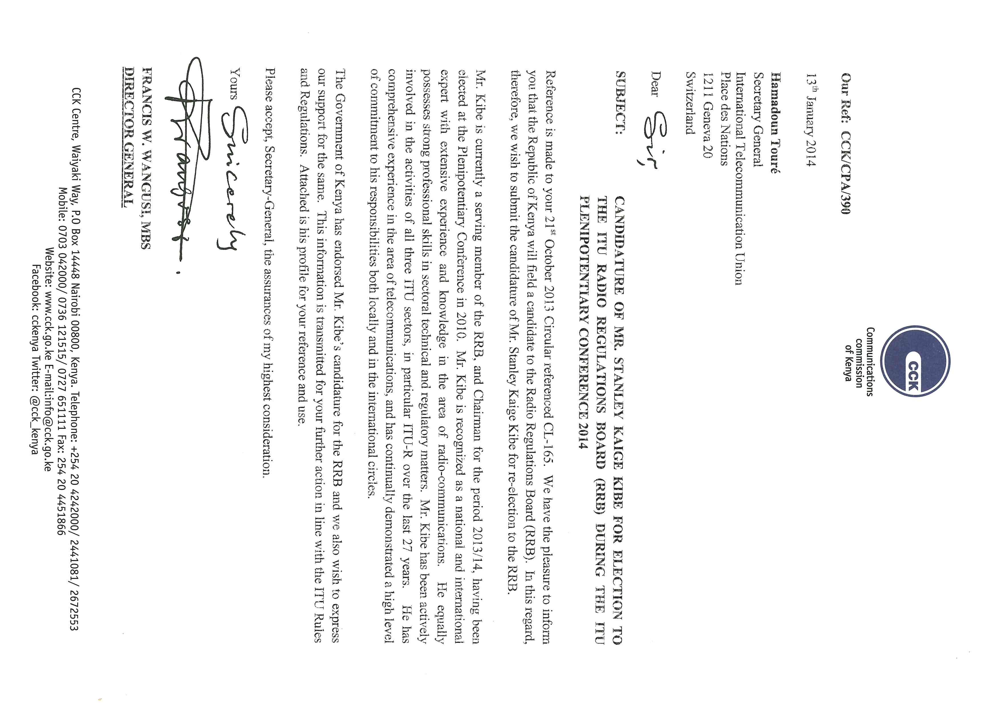 CCK
Communications
commission
of Kenya
Our Ref: CCK/CPA/390
13th January 2014
Hamadoun Touré
Secretary General
International Telecommunication Union
Place des Nations
1211 Geneva 20
Switzerland
Dear Sir,
SUBJECT: CANDIDATURE OF MR. STANLEY KAIGE KIBE FOR ELECTION TO
THE ITU RADIO REGULATIONS BOARD (RRB) DURING THE ITU
PLENIPOTENTIARY CONFERENCE 2014
Reference is made to your 21st October 2013 Circular referenced CL-165. We have the pleasure to inform
you that the Republic of Kenya will field a candidate to the Radio Regulations Board (RRB). In this regard,
therefore, we wish to submit the candidature of Mr. Stanley Kaige Kibe for re-election to the RRB.
Mr. Kibe is currently a serving member of the RRB, and Chairman for the period 2013/14, having been
elected at the Plenipotentiary Conference in 2010. Mr. Kibe is recognized as a national and international
expert with extensive experience and knowledge in the area of radio-communications. He equally
possesses strong professional skills in sectoral technical and regulatory matters. Mr. Kibe has been actively
involved in the activities of all three ITU sectors, in particular ITU-R over the last 27 years. He has
comprehensive experience in the area of telecommunications, and has continually demonstrated a high level
of commitment to his responsibilities both locally and in the international circles.
The Government of Kenya has endorsed Mr. Kibe's candidature for the RRB and we also wish to express
our support for the same. This information is transmitted for your further action in line with the ITU Rules
and Regulations. Attached is his profile for your reference and use.
Please accept, Secretary-General, the assurances of my highest consideration.
Yours Sincerely
FRANCIS W. WANGUSI, MBS
DIRECTOR GENERAL
CCK Centre, Waiyaki Way, P.O Box 14448 Nairobi 00800, Kenya. Telephone: +254 20 4242000/ 2441081/ 2672553
Mobile: 0703 042000/ 0736 121515/ 0727 651111 Fax: 254 20 4451866
Website: www.cck.go.ke E-mail:info@cck.go.ke
Facebook: cckenya Twitter: @cck_kenya